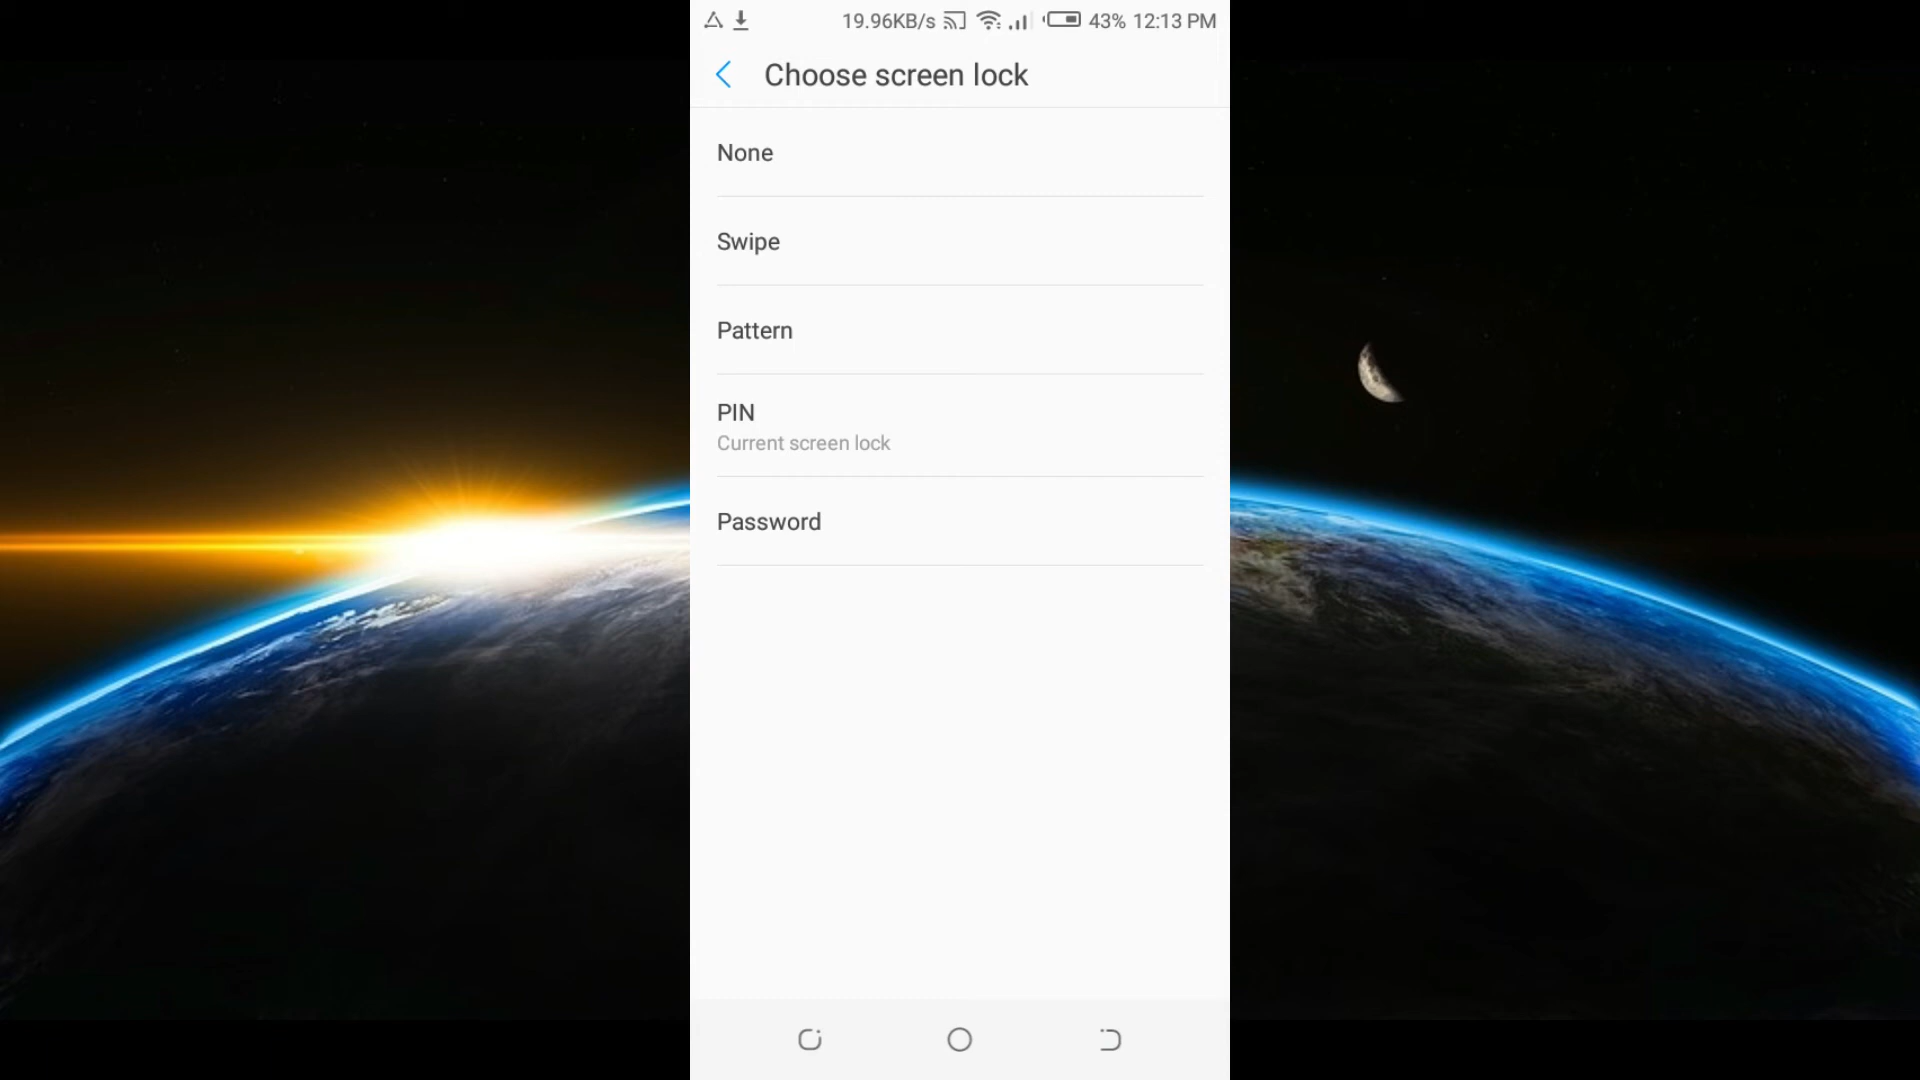 19.96KB/s 43% 12:13 PM
Choose screen lock
None
Swipe
Pattern
PIN
Current screen lock
Password